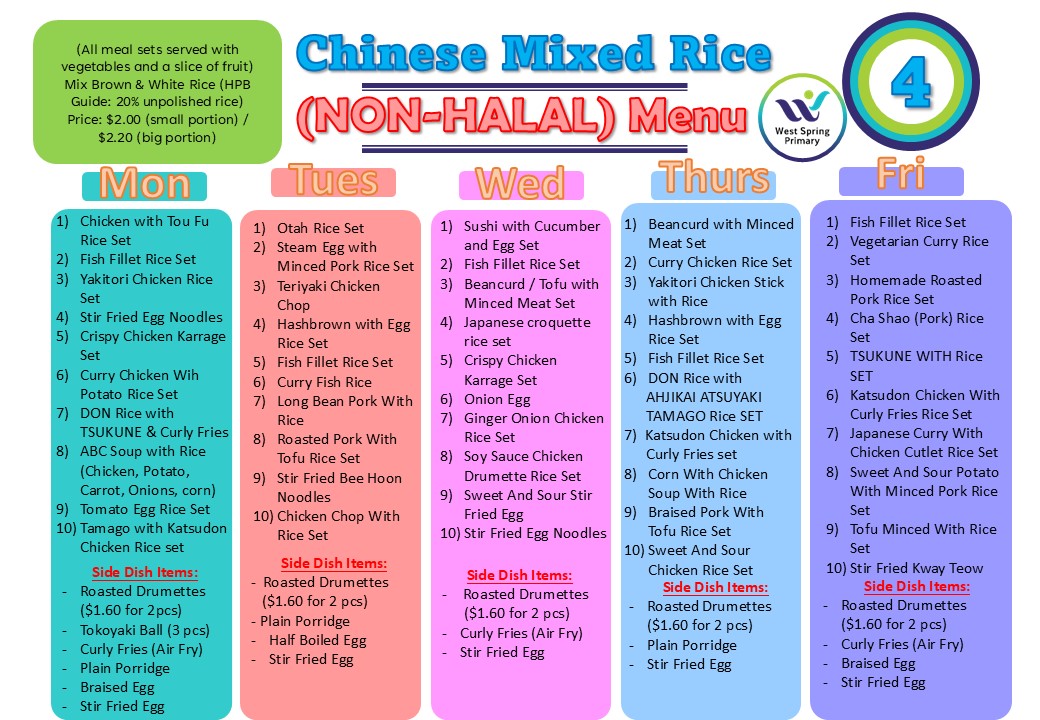 (All meal sets served with
vegetables and a slice of fruit)
Mix Brown & White Rice (HPB
Guide: 20% unpolished rice)
Price: $2.00 (small portion) /
$2.20 (big portion)
Chinese Mixed Rice
(NON-HALAL) Menu
West Spring
Primary
4
Mon
1) Chicken with Tou Fu
Rice Set
2) Fish Fillet Rice Set
3) Yakitori Chicken Rice
Set
4) Stir Fried Egg Noodles
5) Crispy Chicken Karrage
Set
6) Curry Chicken Wih
Potato Rice Set
7) DON Rice with
TSUKUNE & Curly Fries
8) ABC Soup with Rice
(Chicken, Potato,
Carrot, Onions, corn)
9) Tomato Egg Rice Set
10) Tamago with Katsudon
Chicken Rice set
Side Dish Items:
- Roasted Drumettes
($1.60 for 2pcs)
- Tokoyaki Ball (3 pcs)
- Curly Fries (Air Fry)
- Plain Porridge
- Braised Egg
- Stir Fried Egg
Tues
1) Otah Rice Set
2) Steam Egg with
Minced Pork Rice Set
3) Teriyaki Chicken
Chop
4) Hashbrown with Egg
Rice Set
5) Fish Fillet Rice Set
6) Curry Fish Rice
7) Long Bean Pork With
Rice
8) Roasted Pork With
Tofu Rice Set
9) Stir Fried Bee Hoon
Noodles
10) Chicken Chop With
Rice Set
Side Dish Items:
- Roasted Drumettes
($1.60 for 2 pcs)
- Plain Porridge
- Half Boiled Egg
- Stir Fried Egg
Wed
1) Sushi with Cucumber
and Egg Set
2) Fish Fillet Rice Set
3) Beancurd / Tofu with
Minced Meat Set
4) Japanese croquette
rice set
5) Crispy Chicken
Karrage Set
6) Onion Egg
7) Ginger Onion Chicken
Rice Set
8) Soy Sauce Chicken
Drumette Rice Set
9) Sweet And Sour Stir
Fried Egg
10) Stir Fried Egg Noodles
Side Dish Items:
- Roasted Drumettes
($1.60 for 2 pcs)
- Curly Fries (Air Fry)
- Stir Fried Egg
Thurs
1) Beancurd with Minced
Meat Set
2) Curry Chicken Rice Set
3) Yakitori Chicken Stick
with Rice
4) Hashbrown with Egg
Rice Set
5) Fish Fillet Rice Set
6) DON Rice with
AHJIKAI ATSUYAKI
TAMAGO Rice SET
7) Katsudon Chicken with
Curly Fries set
8) Corn With Chicken
Soup With Rice
9) Braised Pork With
Tofu Rice Set
10) Sweet And Sour
Chicken Rice Set
Side Dish Items:
- Roasted Drumettes
($1.60 for 2 pcs)
- Plain Porridge
- Stir Fried Egg
Fri
1) Fish Fillet Rice Set
2) Vegetarian Curry Rice
Set
3) Homemade Roasted
Pork Rice Set
4) Cha Shao (Pork) Rice
Set
5) TSUKUNE WITH Rice
SET
6) Katsudon Chicken With
Curly Fries Rice Set
7) Japanese Curry With
Chicken Cutlet Rice Set
8) Sweet And Sour Potato
With Minced Pork Rice
Set
9) Tofu Minced With Rice
Set
10) Stir Fried Kway Teow
Side Dish Items:
- Roasted Drumettes
($1.60 for 2 pcs)
- Curly Fries (Air Fry)
- Braised Egg
- Stir Fried Egg